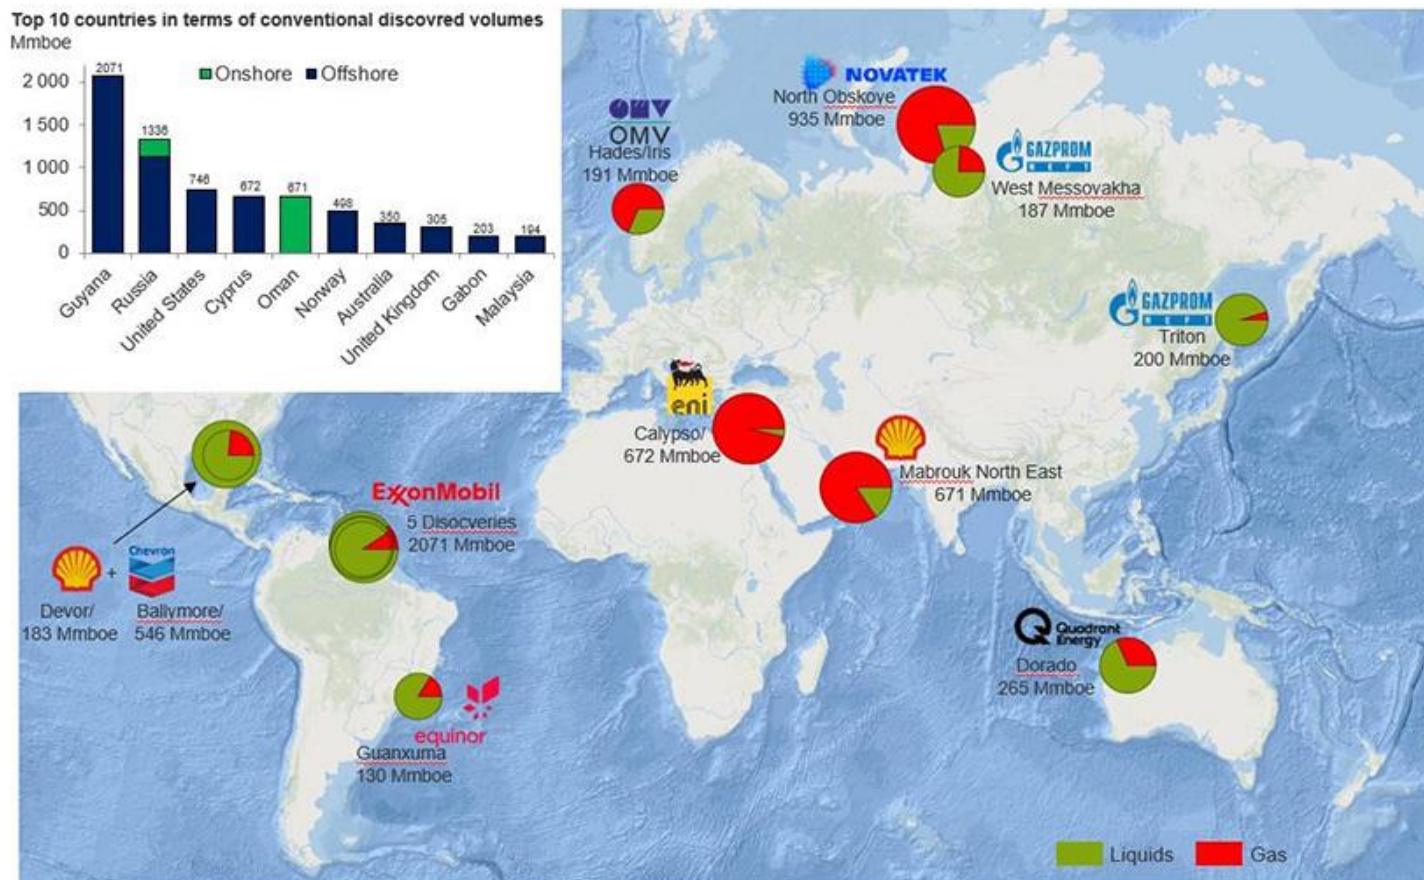 Top 10 countries in terms of conventional discovred volumes
Mmboe
Onshore
Offshore
2 000
1 500
1 000
500
0
2071
1336
746
672
671
498
350
305
203
194
Guyana
Russia
United States
Cyprus
Oman
Norway
Australia
United Kingdom
Gabon
Malaysia
NOVATEK
North Obskoye
935 Mmboe
OMV
OMV
Hades/Iris
191 Mmboe
GAZPROM
NEFT
West Messovakha
187 Mmboe
GAZPROM
NEFT
Triton
200 Mmboe
eni
Calypso/
672 Mmboe
Mabrouk North East
671 Mmboe
ExxonMobil
5 Disocveries
2071 Mmboe
+
Chevron
Devor/
183 Mmboe
Ballymore/
546 Mmboe
equinor
Guanxuma
130 Mmboe
Quadrant
Energy
Dorado
265 Mmboe
Liquids
Gas